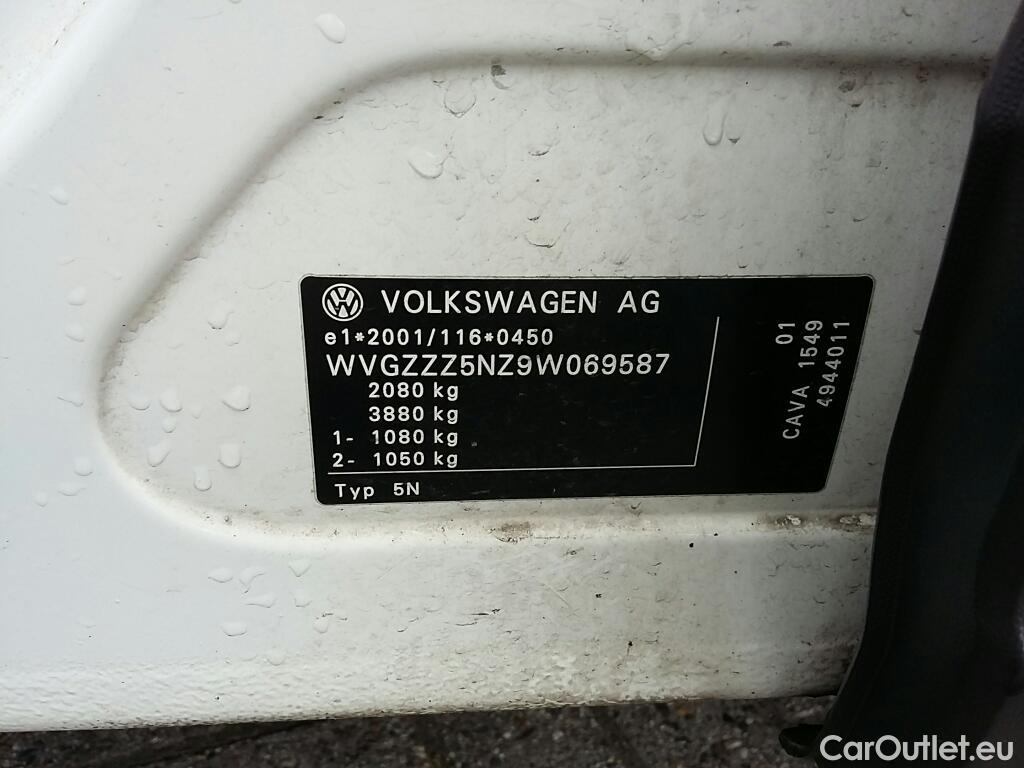 VOLKSWAGEN AG
e1*2001/116*0450
WVGZZZ5NZ9W069587
2080 kg
3880 kg
1- 1080 kg
2- 1050 kg
Typ 5N
01
CAVA 1549
4944011
CarOutlet.eu